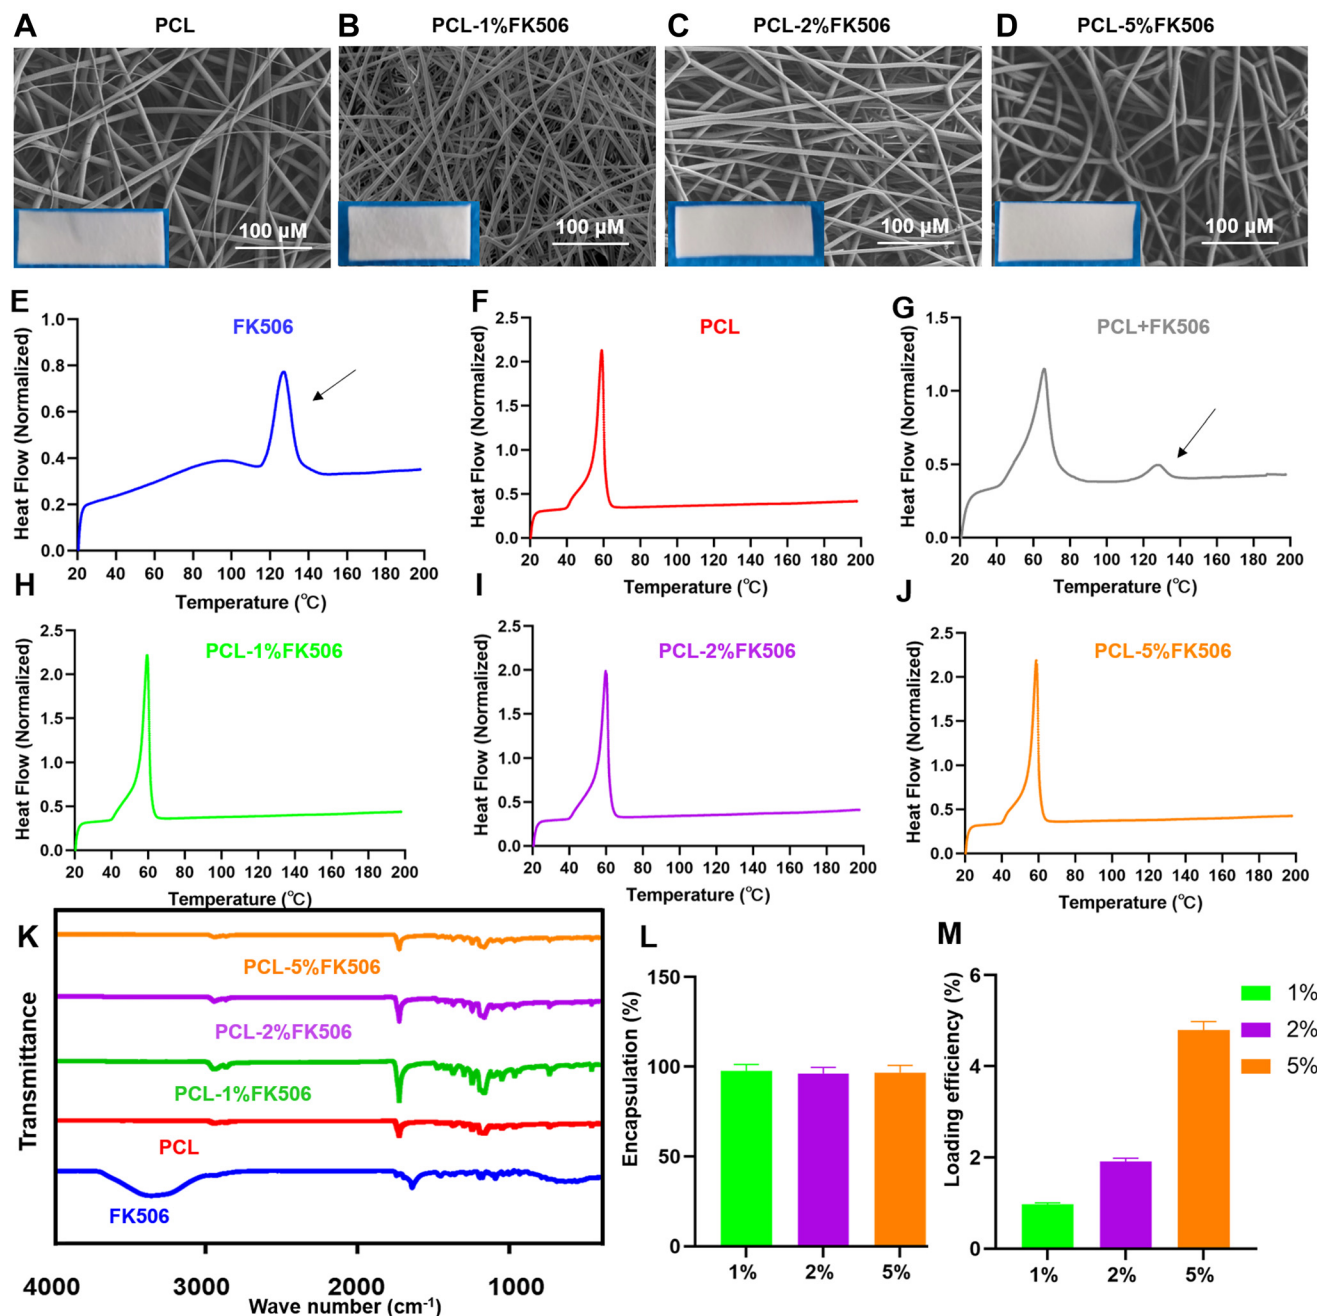 A PCL
B PCL-1%FK506
C PCL-2%FK506
D PCL-5%FK506
100 µM
100 µM
100 µM
100 µM
E
FK506
Heat Flow (Normalized)
1.0
0.8
0.6
0.4
0.2
0.0
20 40 60 80 100 120 140 160 180 200
Temperature (°C)
F
PCL
Heat Flow (Normalized)
2.5
2.0
1.5
1.0
0.5
0.0
20 40 60 80 100 120 140 160 180 200
Temperature (°C)
G
PCL+FK506
Heat Flow (Normalized)
1.5
1.0
0.5
0.0
20 40 60 80 100 120 140 160 180 200
Temperature (°C)
H
PCL-1%FK506
Heat Flow (Normalized)
2.5
2.0
1.5
1.0
0.5
0.0
20 40 60 80 100 120 140 160 180 200
Temperature (°C)
I
PCL-2%FK506
Heat Flow (Normalized)
2.5
2.0
1.5
1.0
0.5
0.0
20 40 60 80 100 120 140 160 180 200
Temperature (°C)
J
PCL-5%FK506
Heat Flow (Normalized)
2.5
2.0
1.5
1.0
0.5
0.0
20 40 60 80 100 120 140 160 180 200
Temperature (°C)
K
Transmittance
PCL-5%FK506
PCL-2%FK506
PCL-1%FK506
PCL
FK506
4000 3000 2000 1000
Wave number (cm⁻¹)
L
Encapsulation (%)
150
100
50
0
1% 2% 5%
M
Loading efficiency (%)
6
4
2
0
1% 2% 5%
1%
2%
5%